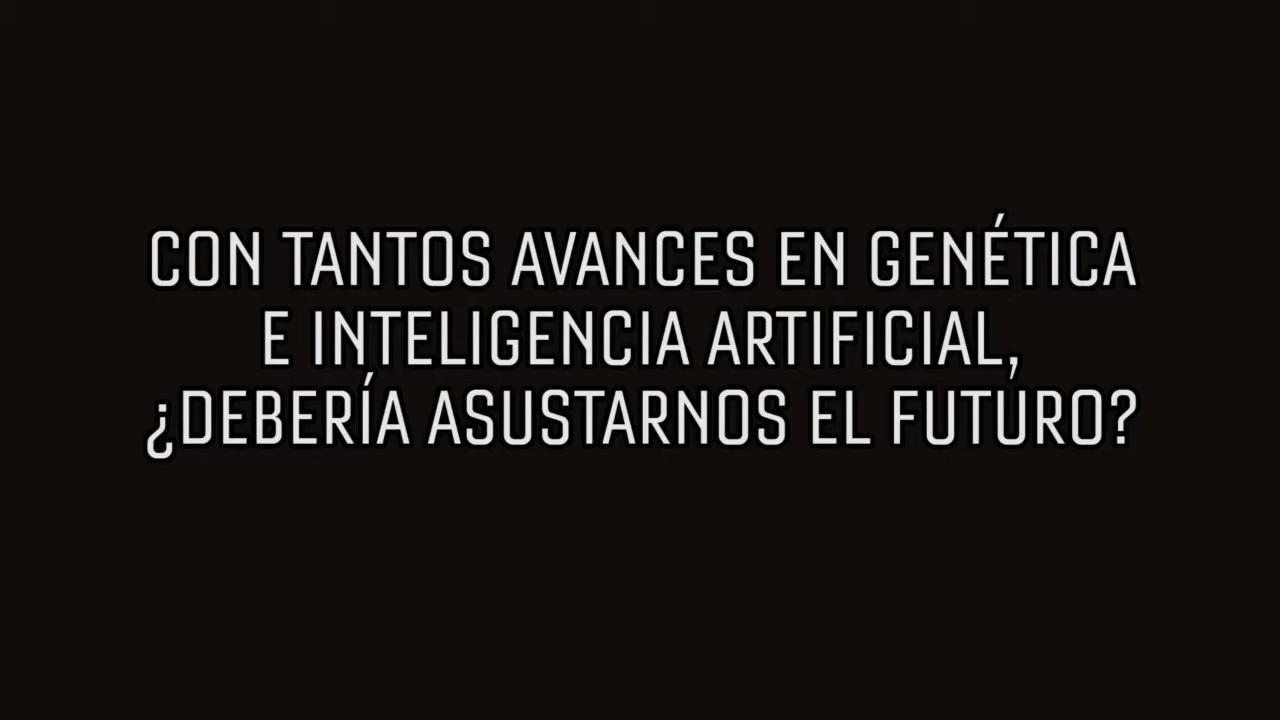 CON TANTOS AVANCES EN GENÉTICA
E INTELIGENCIA ARTIFICIAL,
¿DEBERÍA ASUSTARNOS EL FUTURO?